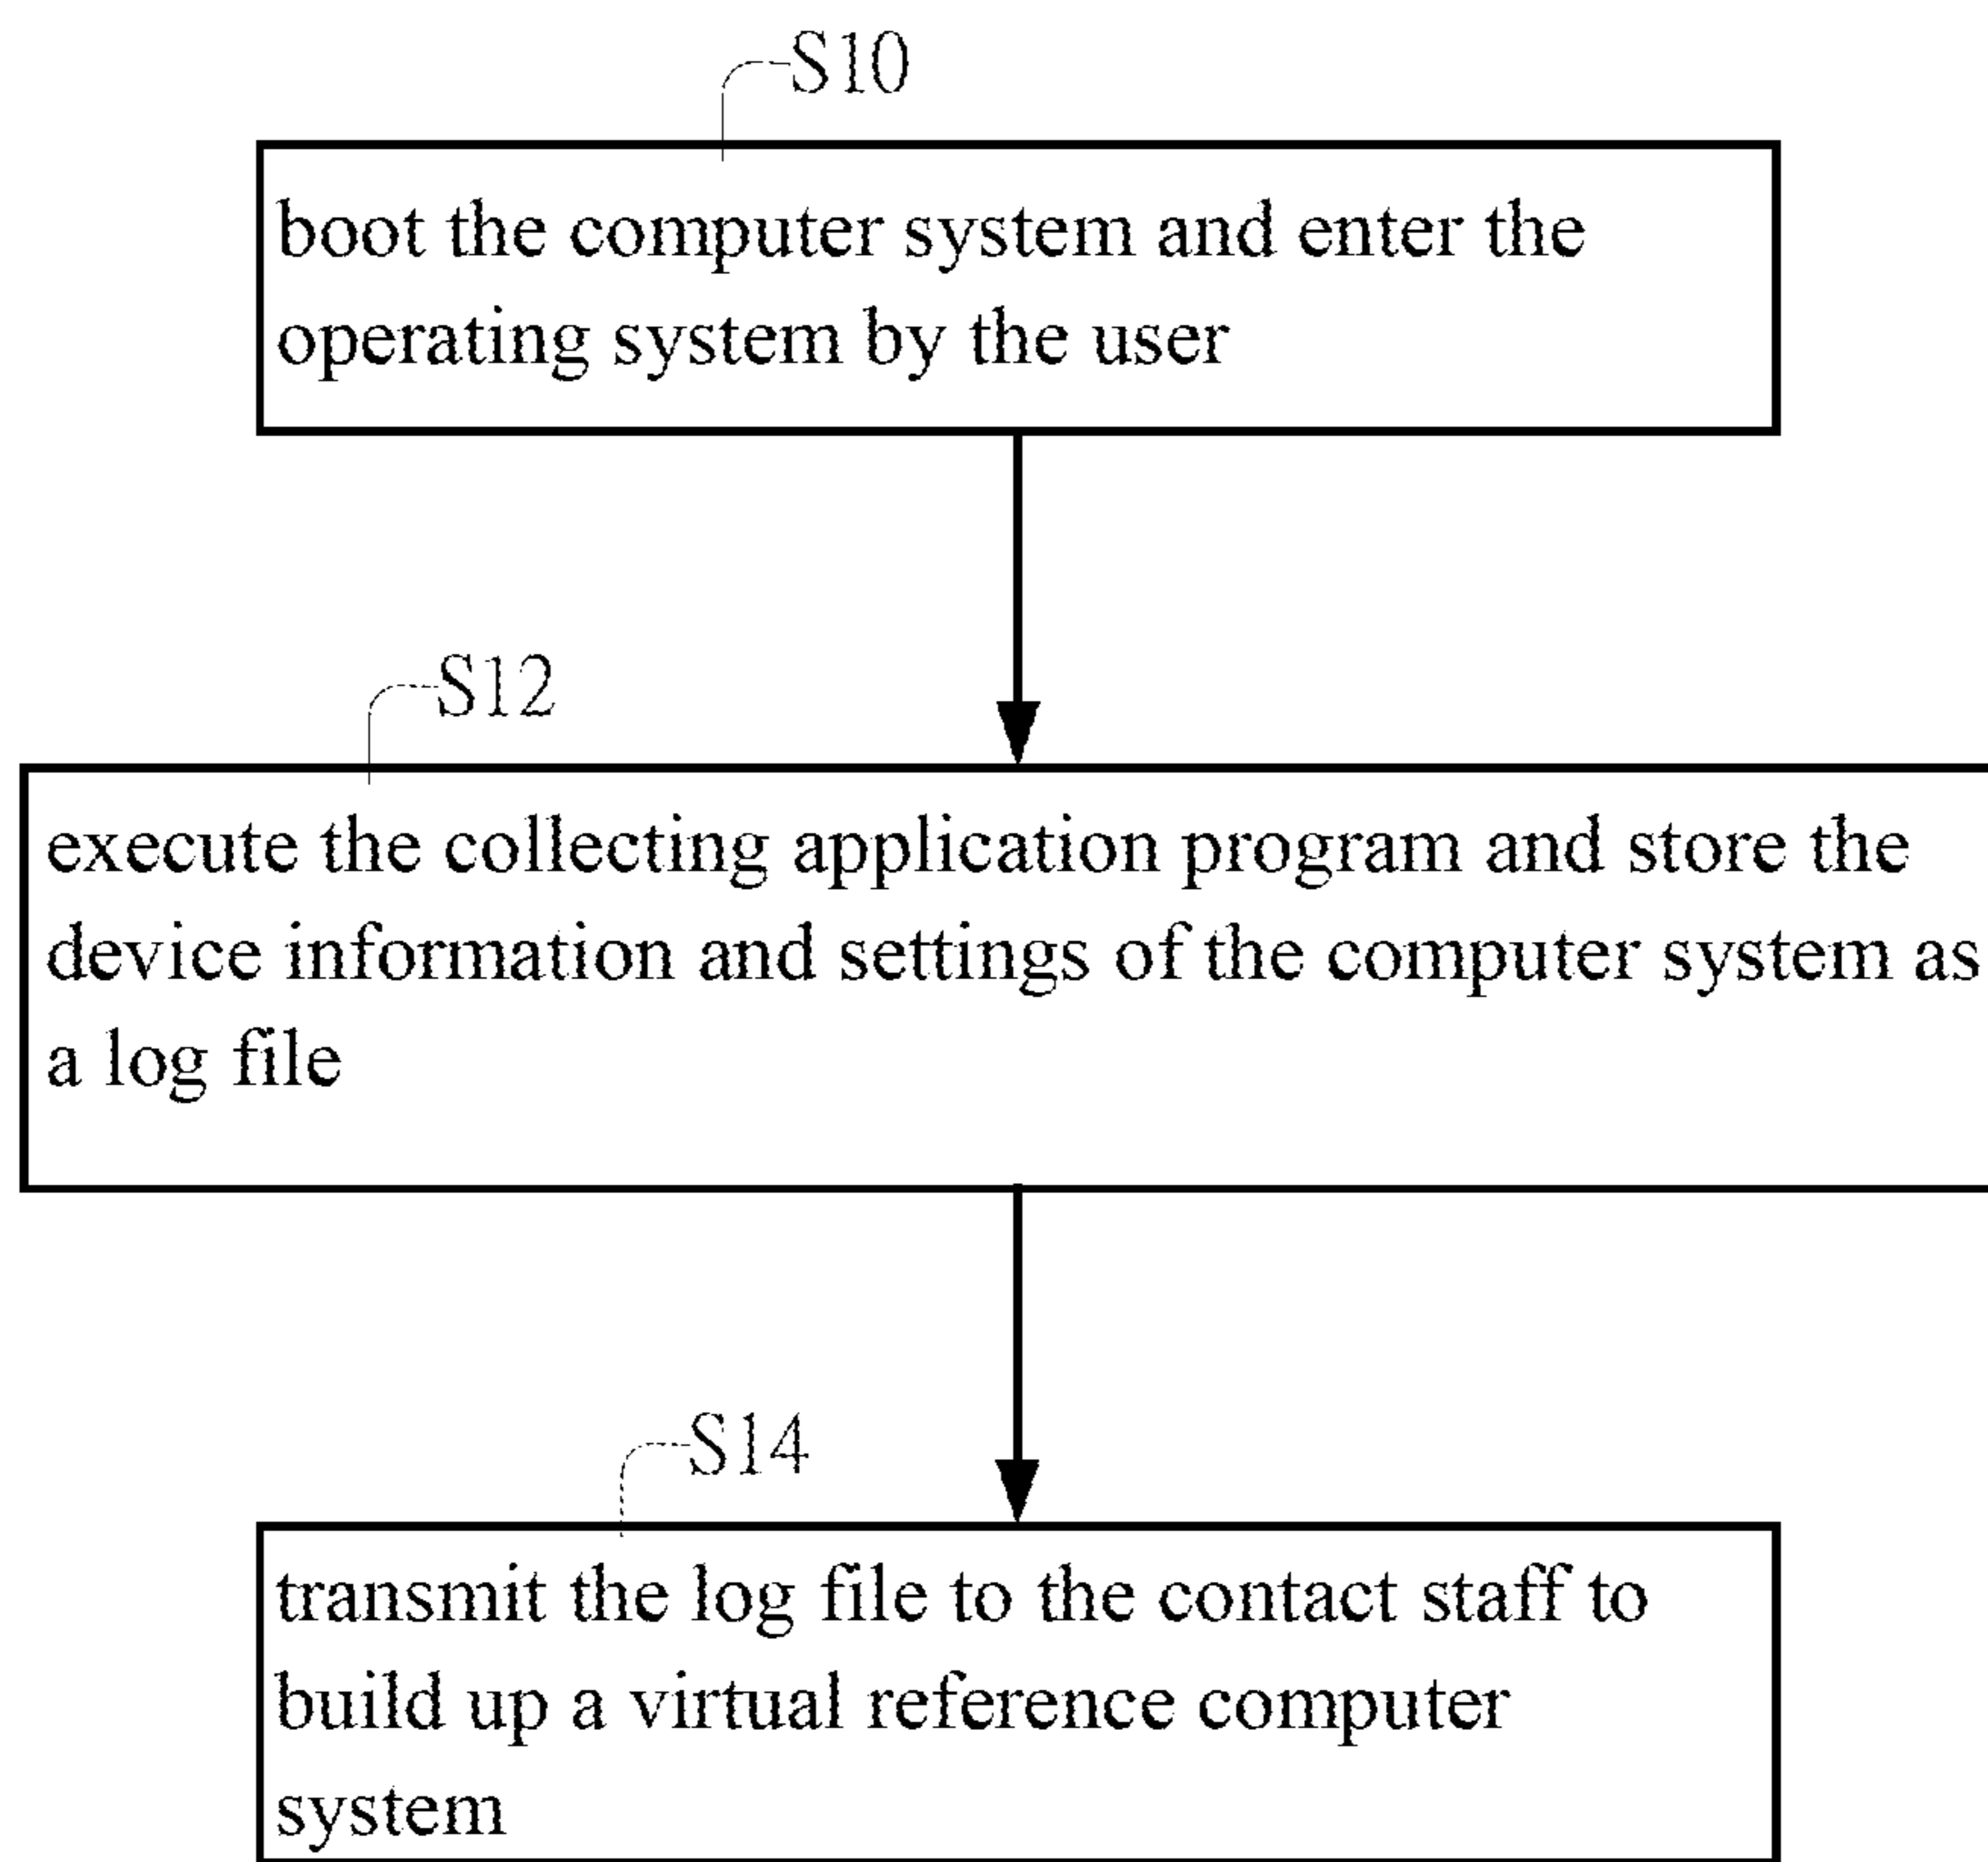 S10
boot the computer system and enter the
operating system by the user
S12
execute the collecting application program and store the
device information and settings of the computer system as
a log file
S14
transmit the log file to the contact staff to
build up a virtual reference computer
system